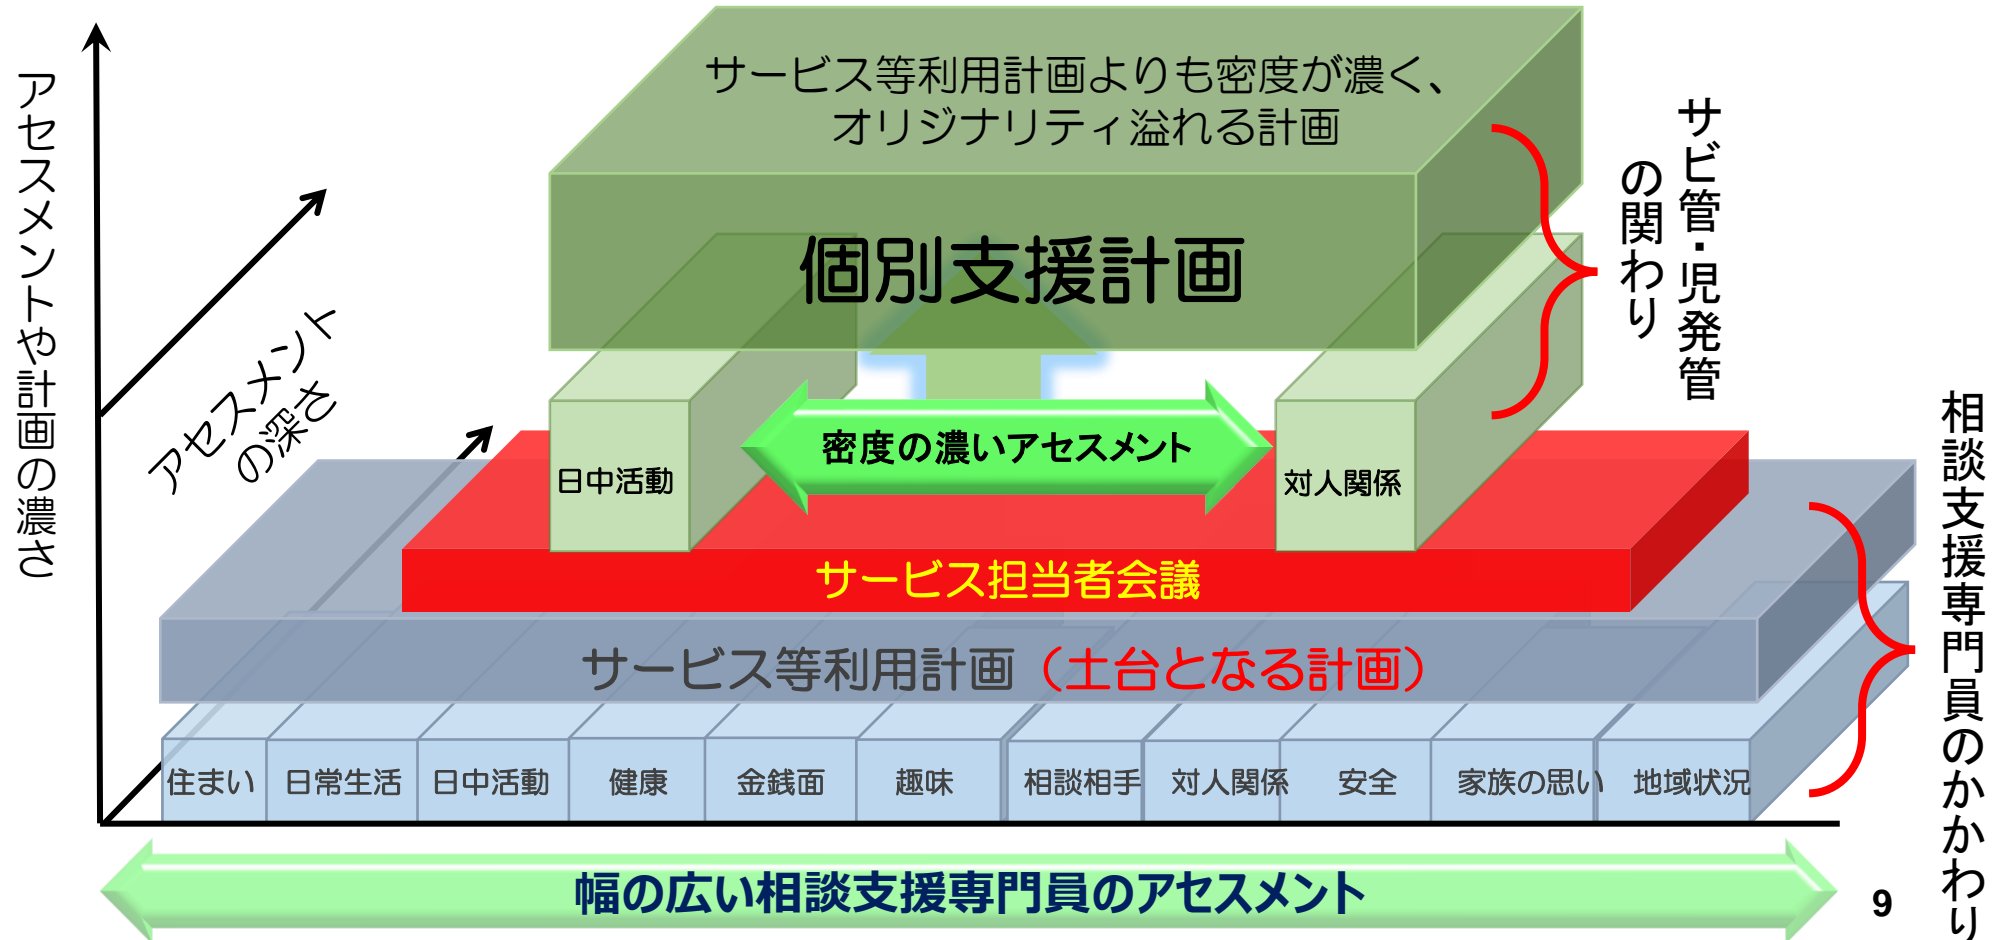 アセスメントや計画の濃さ
アセスメント
の深さ
サービス等利用計画よりも密度が濃く、
オリジナリティ溢れる計画
個別支援計画
サビ管・児発管
の関わり
密度の濃いアセスメント
日中活動
対人関係
サービス担当者会議
サービス等利用計画（土台となる計画）
相談支援専門員のかかわり
住まい
日常生活
日中活動
健康
金銭面
趣味
相談相手
対人関係
安全
家族の思い
地域状況
幅の広い相談支援専門員のアセスメント
9